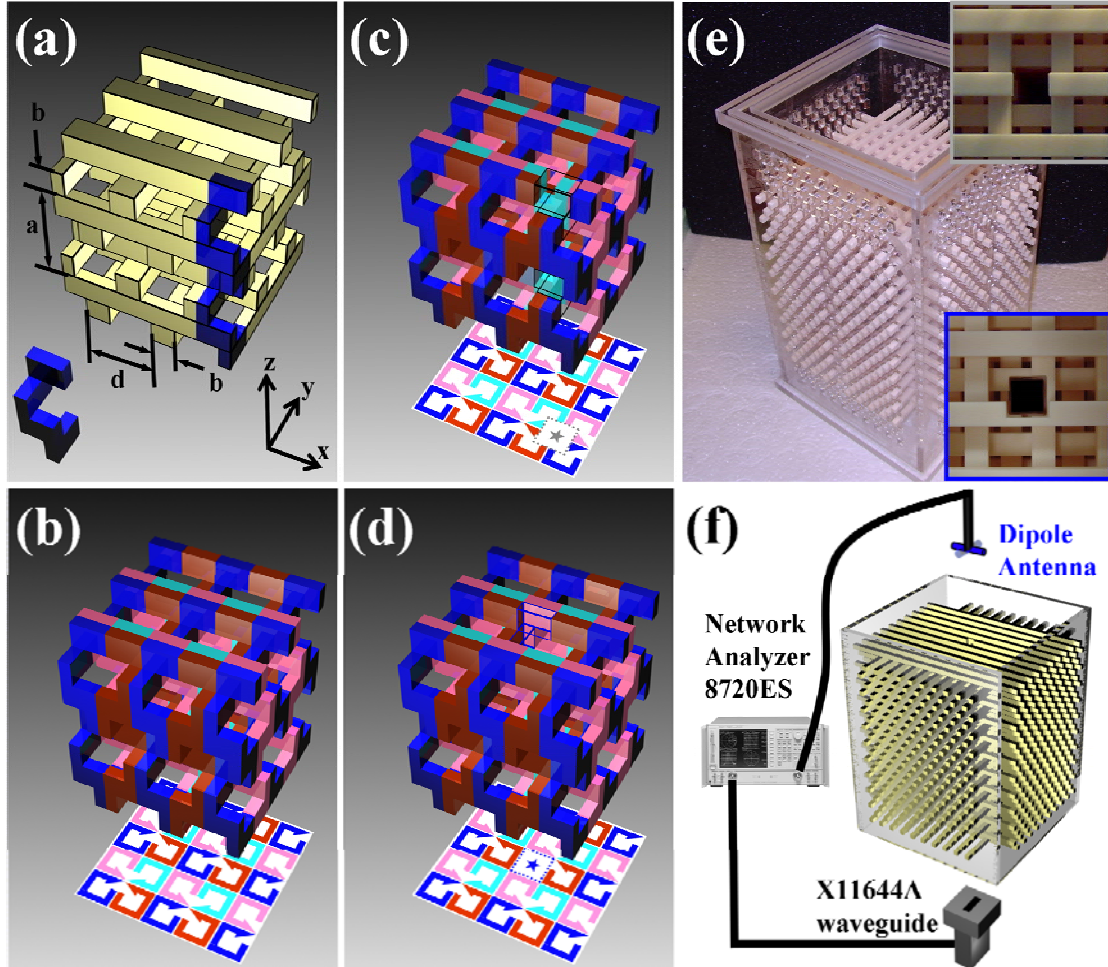 (a)
b
a
d
b
z
y
x
(c)
(e)
(b)
(d)
(f)
Dipole
Antenna
Network
Analyzer
8720ES
X11644A
waveguide